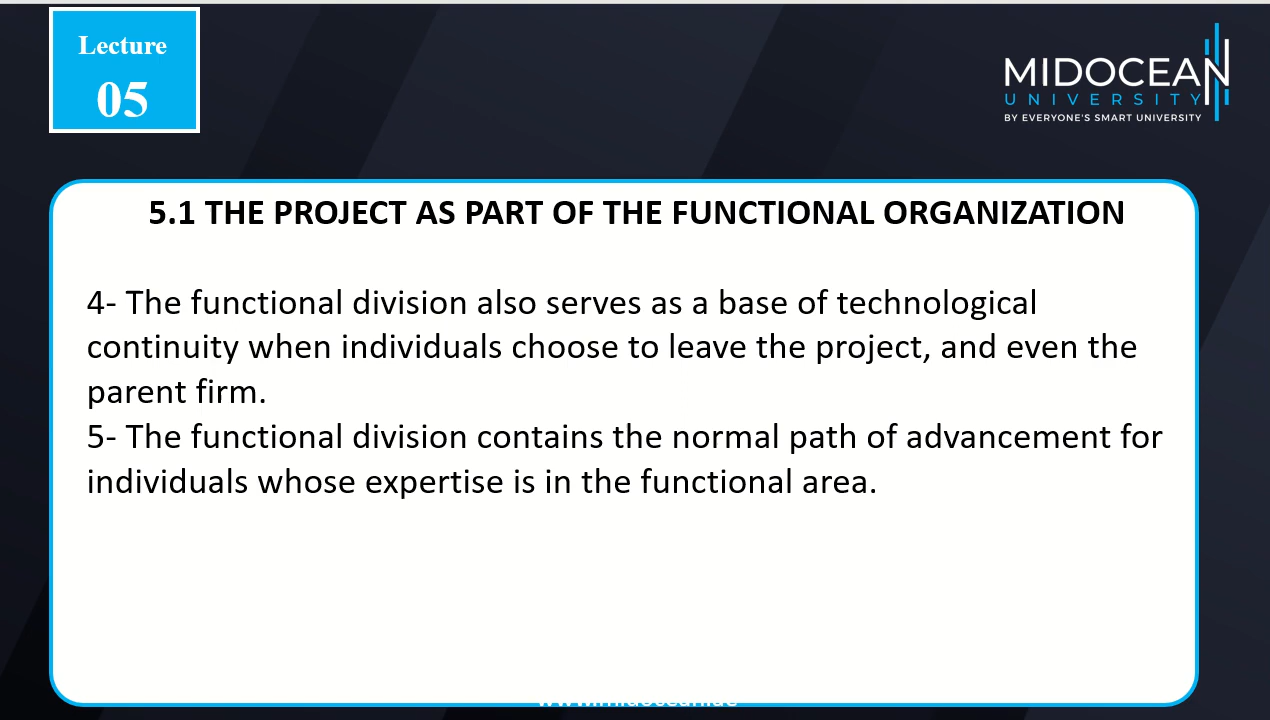 Lecture
05
MIDOCEAN
UNIVERSITY
BY EVERYONE'S SMART UNIVERSITY
5.1 THE PROJECT AS PART OF THE FUNCTIONAL ORGANIZATION
4- The functional division also serves as a base of technological
continuity when individuals choose to leave the project, and even the
parent firm.
5- The functional division contains the normal path of advancement for
individuals whose expertise is in the functional area.